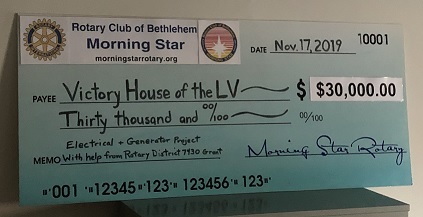 Rotary Club of Bethlehem
Morning Star
morningstarrotary.org
DATE Nov. 17, 2019 10001
PAYEE Victory House of the LV $ $30,000.00
Thirty thousand and 00/100 00/100
Electrical + Generator Project
MEMO With help from Rotary District 7430 Grant Morning Star Rotary
"001 "12345"123" 123456 "123"